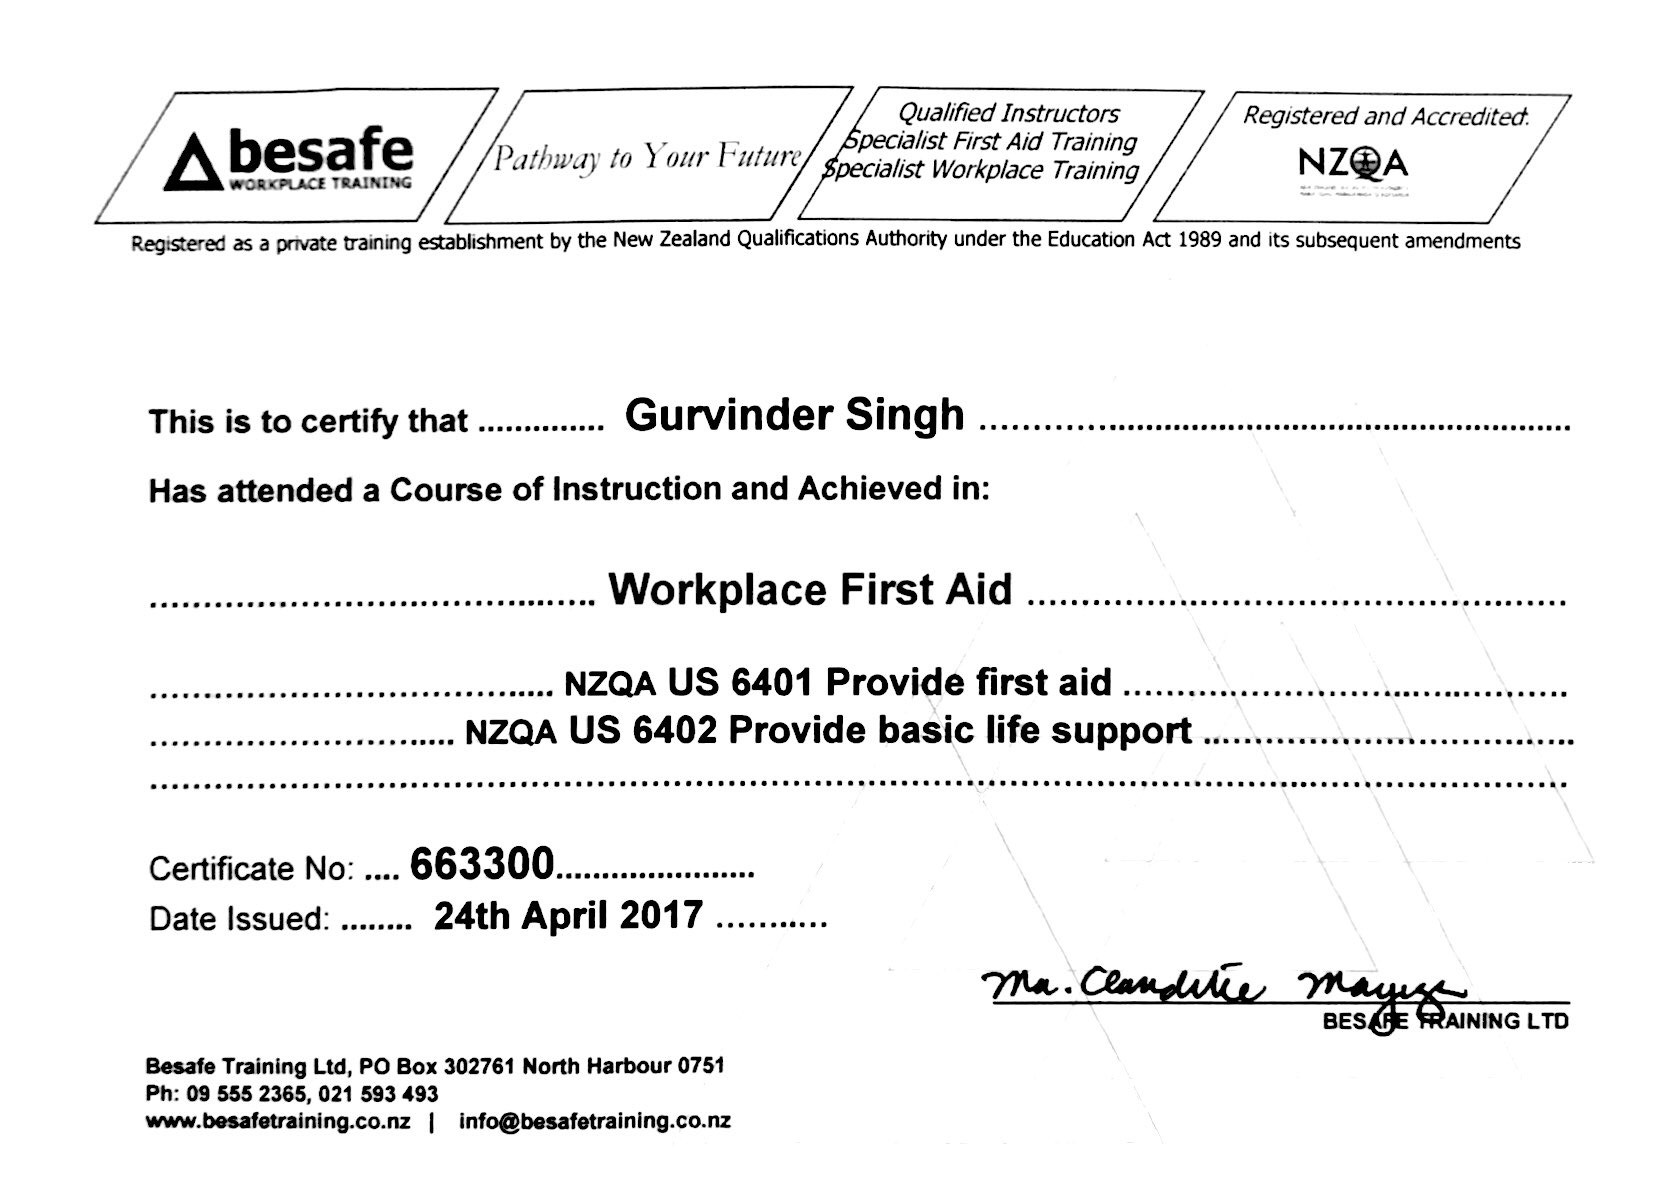 besafe
WORKPLACE TRAINING
Pathway to Your Future
Qualified Instructors
Specialist First Aid Training
Specialist Workplace Training
Registered and Accredited:
NZQA
Registered as a private training establishment by the New Zealand Qualifications Authority under the Education Act 1989 and its subsequent amendments
This is to certify that .............. Gurvinder Singh ..............................................................
Has attended a Course of Instruction and Achieved in:
.......................................... Workplace First Aid ..................................................
...................................... NZQA US 6401 Provide first aid ..........................................
............................. NZQA US 6402 Provide basic life support ...................................
Certificate No: .... 663300......................
Date Issued: ........ 24th April 2017 ...........
Ma.
BESAFE TRAINING LTD
Besafe Training Ltd, PO Box 302761 North Harbour 0751
Ph: 09 555 2365, 021 593 493
www.besafetraining.co.nz | info@besafetraining.co.nz